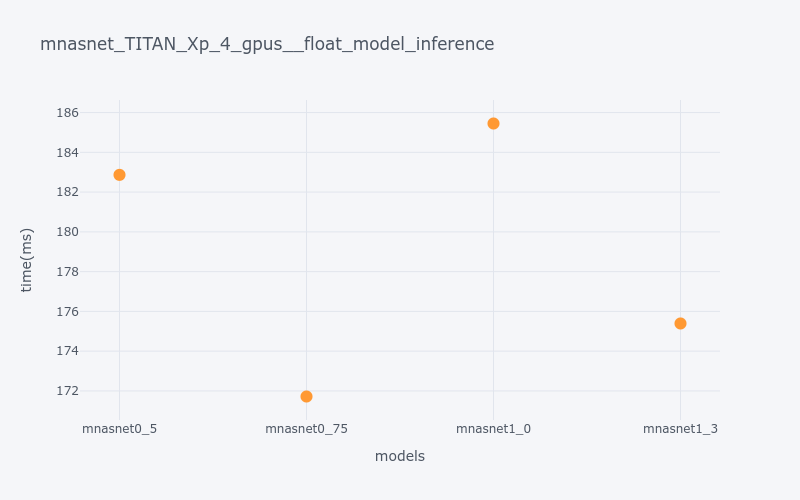 mnasnet_TITAN_Xp_4_gpus__float_model_inference
186
184
182
180
178
176
174
172
time(ms)
mnasnet0_5 mnasnet0_75 mnasnet1_0 mnasnet1_3
models